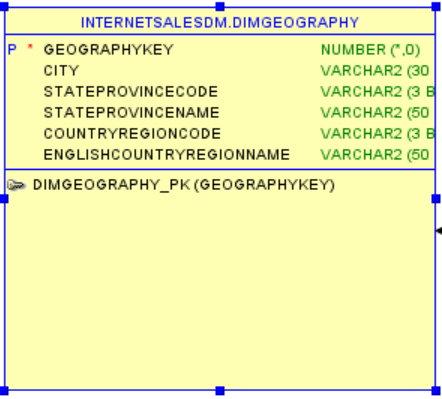 INTERNETSALESDM.DIMGEOGRAPHY
P * GEOGRAPHYKEY NUMBER (*,0)
CITY VARCHAR2 (30
STATEPROVINCECODE VARCHAR2 (3 B
STATEPROVINCENAME VARCHAR2 (50
COUNTRYREGIONCODE VARCHAR2 (3 B
ENGLISHCOUNTRYREGIONNAME VARCHAR2 (50
DIMGEOGRAPHY_PK (GEOGRAPHYKEY)